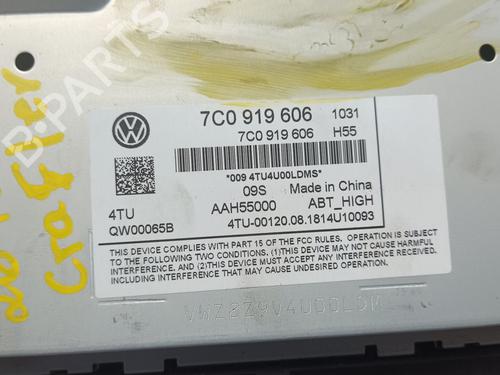 7C0 919 606 1031
7C0 919 606 H55
*009 4TU4U00LDMS*
09S Made in China
4TU AAH55000 ABT_HIGH
QW00065B 4TU-00120.08.1814U10093
THIS DEVICE COMPLIES WITH PART 15 OF THE FCC RULES. OPERATION IS SUBJECT
TO THE FOLLOWING TWO CONDITIONS. (1)THIS DEVICE MAY NOT CAUSE HARMFUL
INTERFERENCE, AND(2)THIS DEVICE MUST ACCEPT ANY INTERFERENCE RECEIVED,
INCLUDING INTERFERENCE THAT MAY CAUSE UNDESIRED OPERATION.
VWZ8Z9V4U00LDM
Crafter
B-PARTS